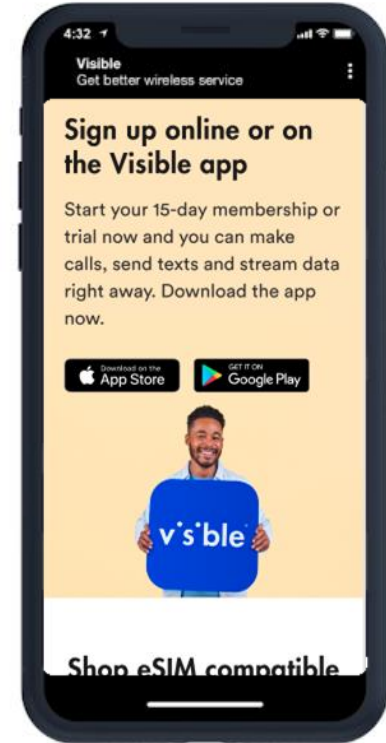 4:32
Visible
Get better wireless service
Sign up online or on
the Visible app
Start your 15-day membership or
trial now and you can make
calls, send texts and stream data
right away. Download the app
now.
Download on the
App Store
GET IT ON
Google Play
visible
Shop eSIM compatible